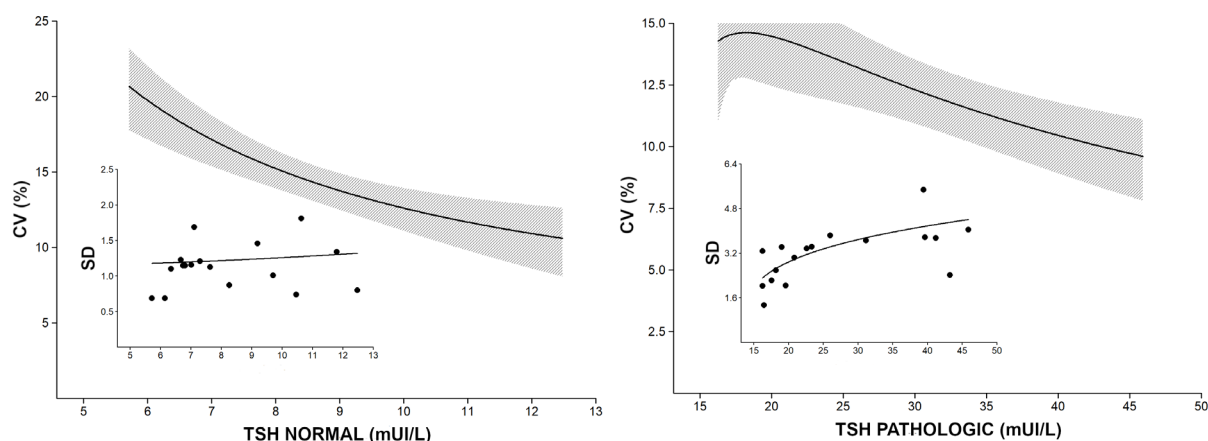 25
20
15
10
5
CV (%)
2.5
2.0
1.5
1.0
0.5
SD
5 6 7 8 9 10 11 12 13
5 6 7 8 9 10 11 12 13
TSH NORMAL (mUI/L)
15.0
12.5
10.0
7.5
5.0
2.5
CV (%)
6.4
4.8
3.2
1.6
SD
15 20 25 30 35 40 45 50
15 20 25 30 35 40 45 50
TSH PATHOLOGIC (mUI/L)